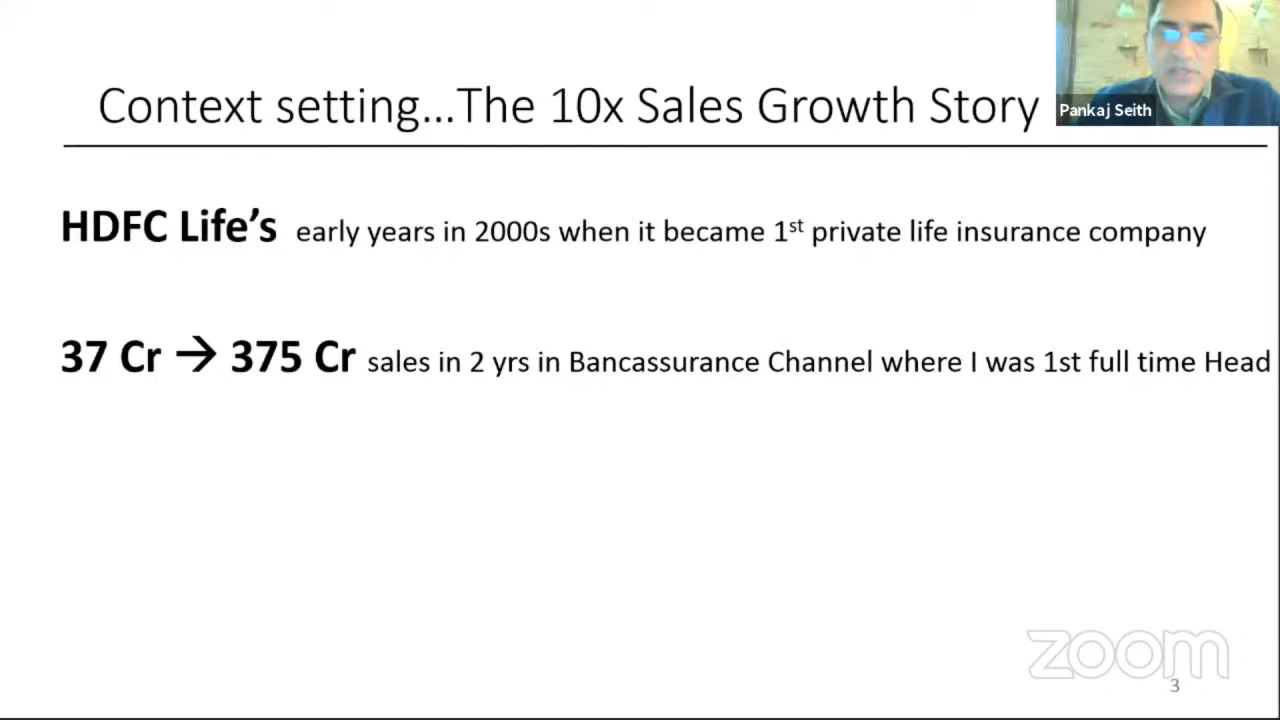 Context setting...The 10x Sales Growth Story
Pankaj Seith
HDFC Life’s early years in 2000s when it became 1st private life insurance company
37 Cr → 375 Cr sales in 2 yrs in Bancassurance Channel where I was 1st full time Head
zoom
3